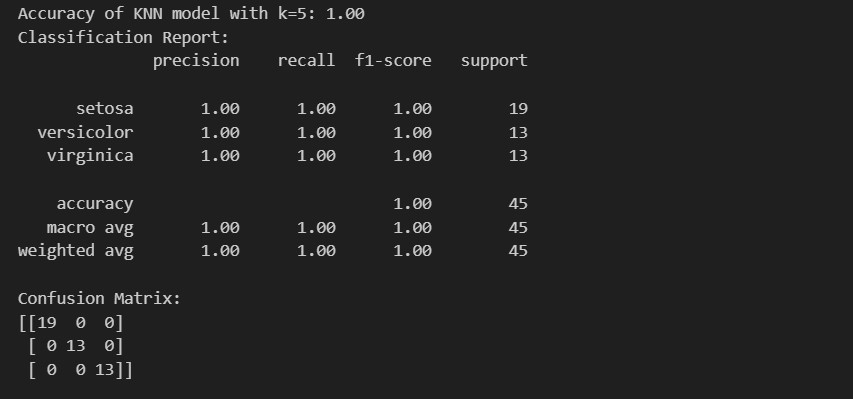 Accuracy of KNN model with k=5: 1.00
Classification Report:
              precision    recall  f1-score   support

      setosa       1.00      1.00      1.00        19
  versicolor       1.00      1.00      1.00        13
   virginica       1.00      1.00      1.00        13

    accuracy                           1.00        45
   macro avg       1.00      1.00      1.00        45
weighted avg       1.00      1.00      1.00        45

Confusion Matrix:
[[19  0  0]
 [ 0 13  0]
 [ 0  0 13]]